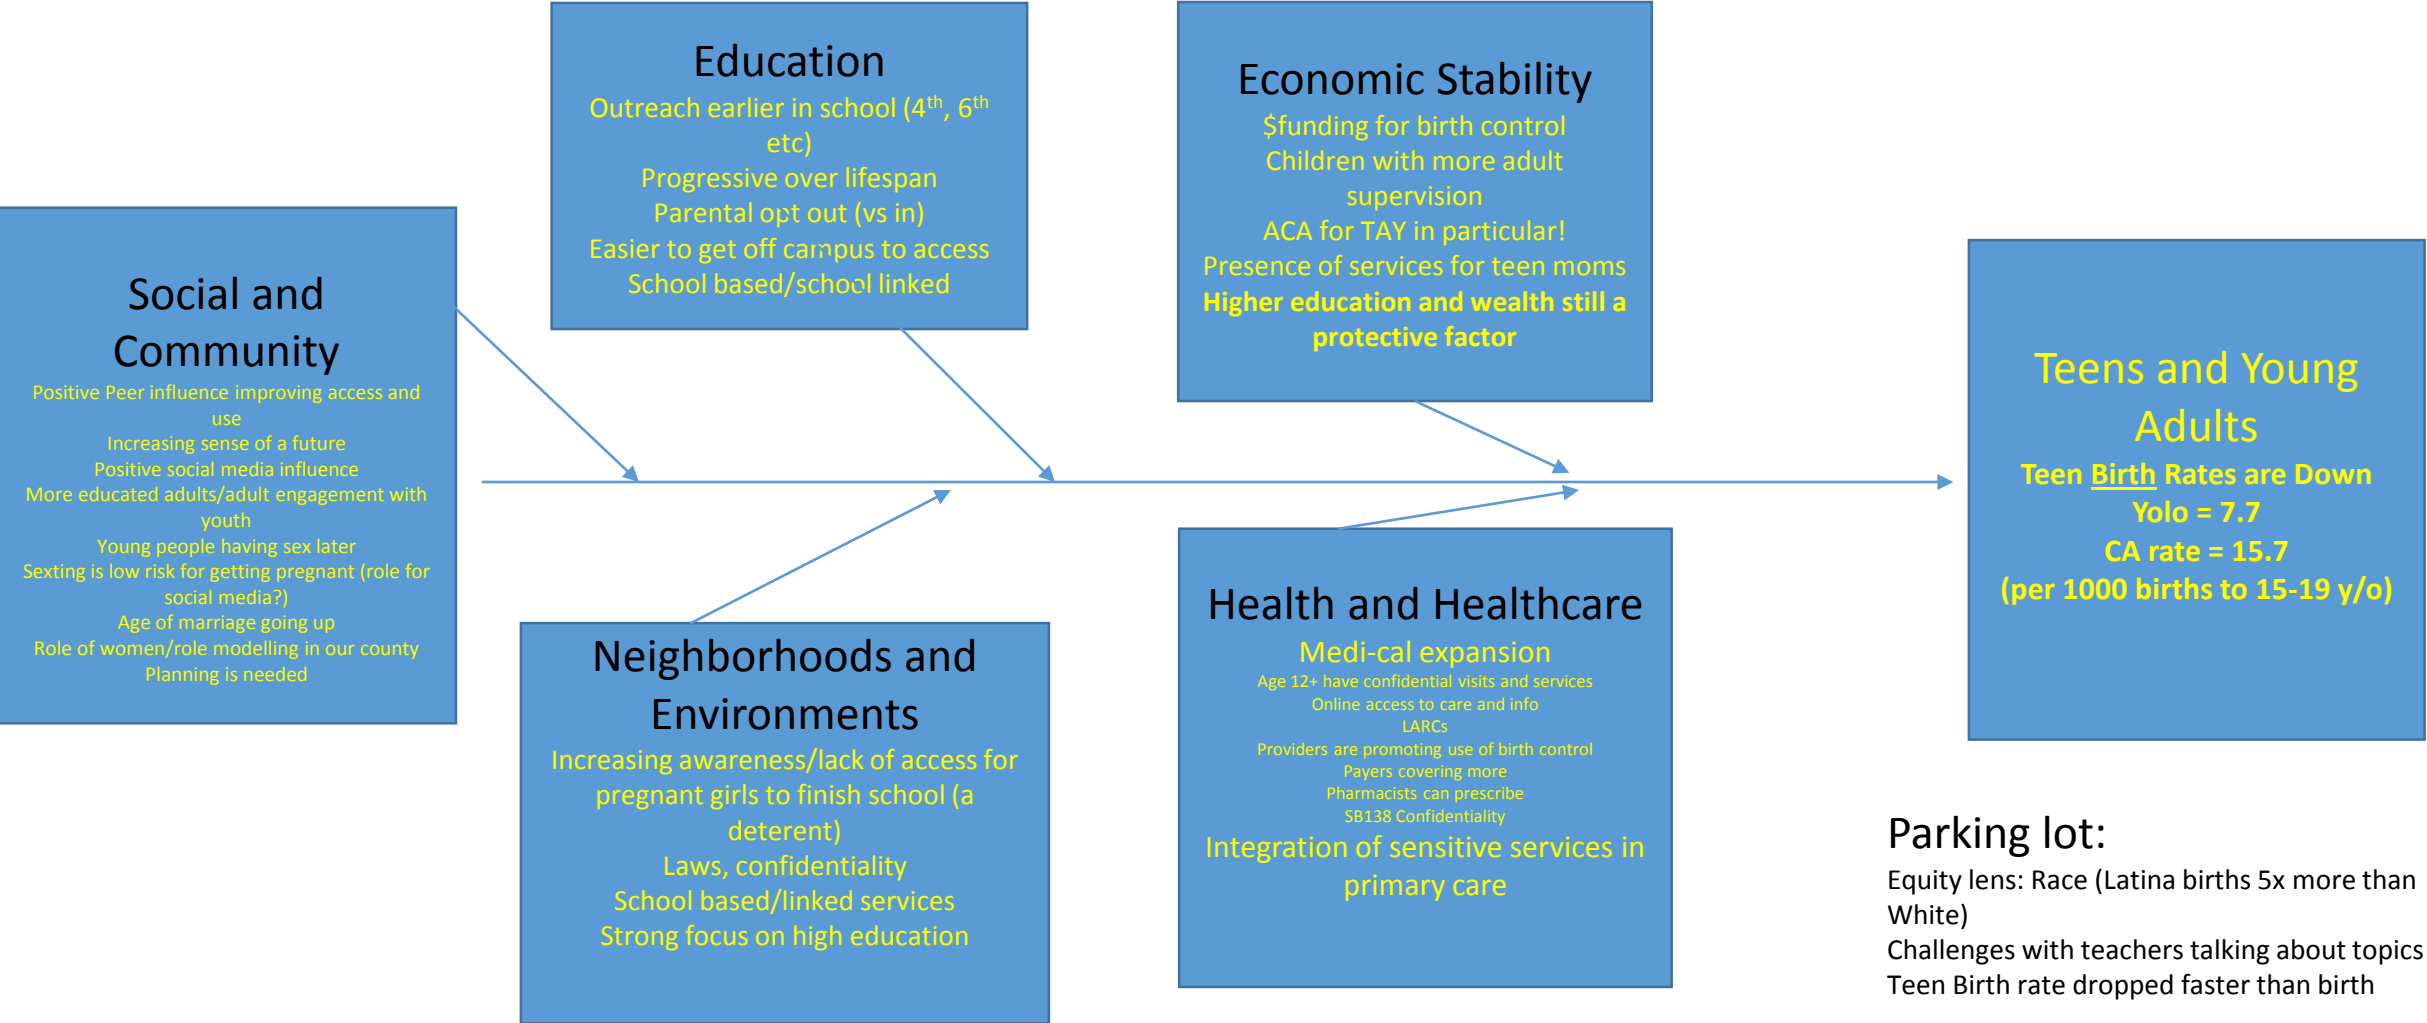 Social and
Community
Positive Peer influence improving access and
use
Increasing sense of a future
Positive social media influence
More educated adults/adult engagement with
youth
Young people having sex later
Sexting is low risk for getting pregnant (role for
social media?)
Age of marriage going up
Role of women/role modelling in our county
Planning is needed
Education
Outreach earlier in school (4th, 6th
etc)
Progressive over lifespan
Parental opt out (vs in)
Easier to get off campus to access
School based/school linked
Economic Stability
$funding for birth control
Children with more adult
supervision
ACA for TAY in particular!
Presence of services for teen moms
Higher education and wealth still a
protective factor
Neighborhoods and
Environments
Increasing awareness/lack of access for
pregnant girls to finish school (a
deterent)
Laws, confidentiality
School based/linked services
Strong focus on high education
Health and Healthcare
Medi-cal expansion
Age 12+ have confidential visits and services
Online access to care and info
LARCs
Providers are promoting use of birth control
Payers covering more
Pharmacists can prescribe
SB138 Confidentiality
Integration of sensitive services in
primary care
Teens and Young
Adults
Teen Birth Rates are Down
Yolo = 7.7
CA rate = 15.7
(per 1000 births to 15-19 y/o)
Parking lot:
Equity lens: Race (Latina births 5x more than
White)
Challenges with teachers talking about topics
Teen Birth rate dropped faster than birth